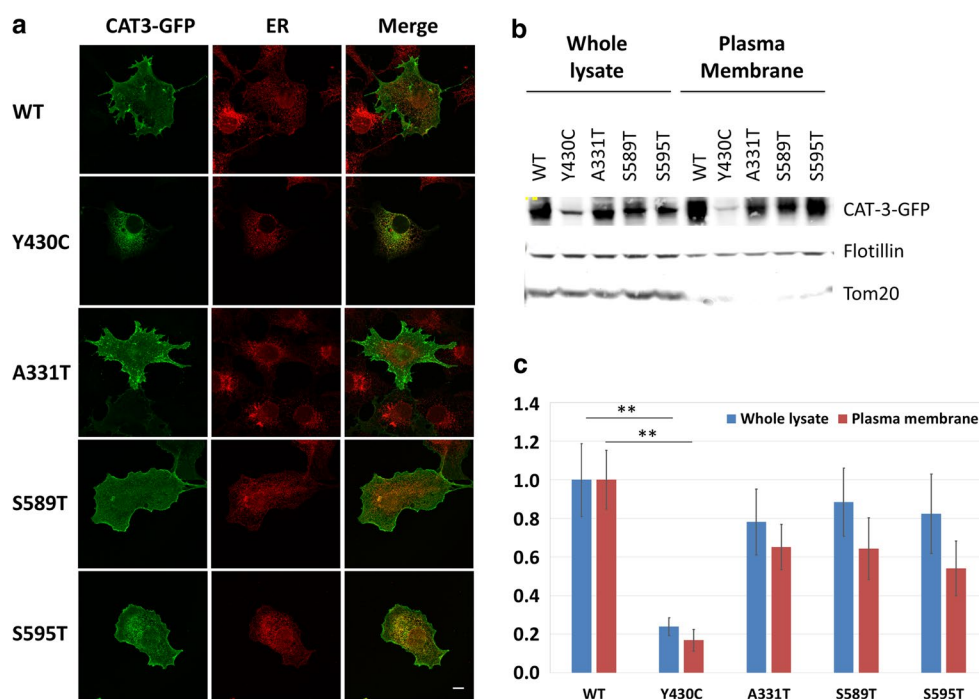 a
CAT3-GFP ER Merge
WT
Y430C
A331T
S589T
S595T
b
Whole lysate
Plasma Membrane
WT Y430C A331T S589T S595T WT Y430C A331T S589T S595T
CAT-3-GFP
Flotillin
Tom20
c
1.4
1.2
1.0
0.8
0.6
0.4
0.2
0.0
** 
**
Whole lysate Plasma membrane
WT Y430C A331T S589T S595T